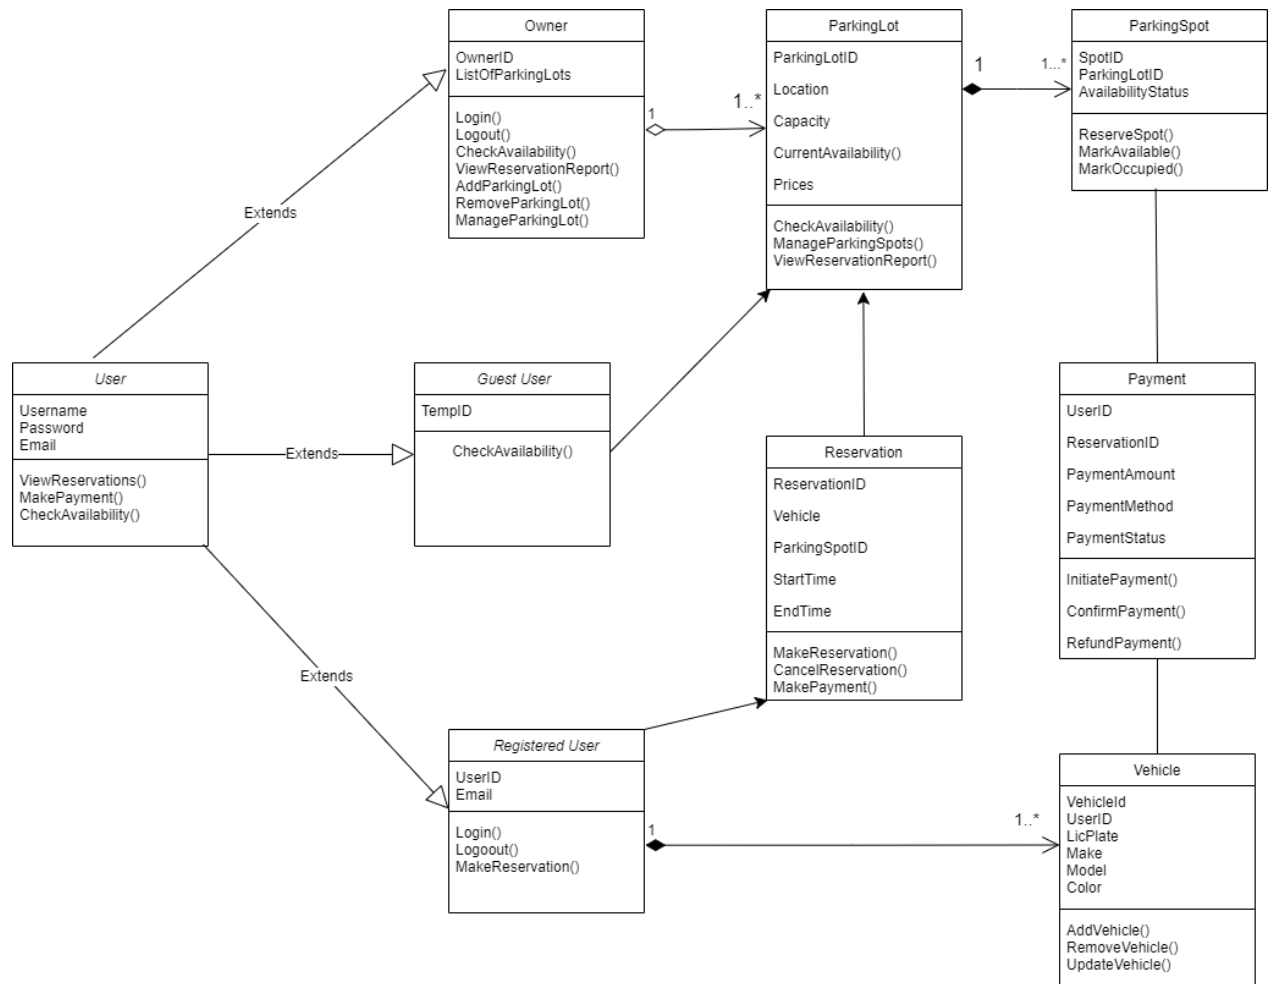 Owner
OwnerID
ListOfParkingLots
Login()
Logout()
CheckAvailability()
ViewReservationReport()
AddParkingLot()
RemoveParkingLot()
ManageParkingLot()
1
1..*
ParkingLot
ParkingLotID
Location
Capacity
CurrentAvailability()
Prices
CheckAvailability()
ManageParkingSpots()
ViewReservationReport()
1
1...*
ParkingSpot
SpotID
ParkingLotID
AvailabilityStatus
ReserveSpot()
MarkAvailable()
MarkOccupied()
Extends
User
Username
Password
Email
ViewReservations()
MakePayment()
CheckAvailability()
Extends
Guest User
TempID
CheckAvailability()
Reservation
ReservationID
Vehicle
ParkingSpotID
StartTime
EndTime
MakeReservation()
CancelReservation()
MakePayment()
Payment
UserID
ReservationID
PaymentAmount
PaymentMethod
PaymentStatus
InitiatePayment()
ConfirmPayment()
RefundPayment()
Extends
Registered User
UserID
Email
Login()
Logoout()
MakeReservation()
1
1..*
Vehicle
VehicleId
UserID
LicPlate
Make
Model
Color
AddVehicle()
RemoveVehicle()
UpdateVehicle()